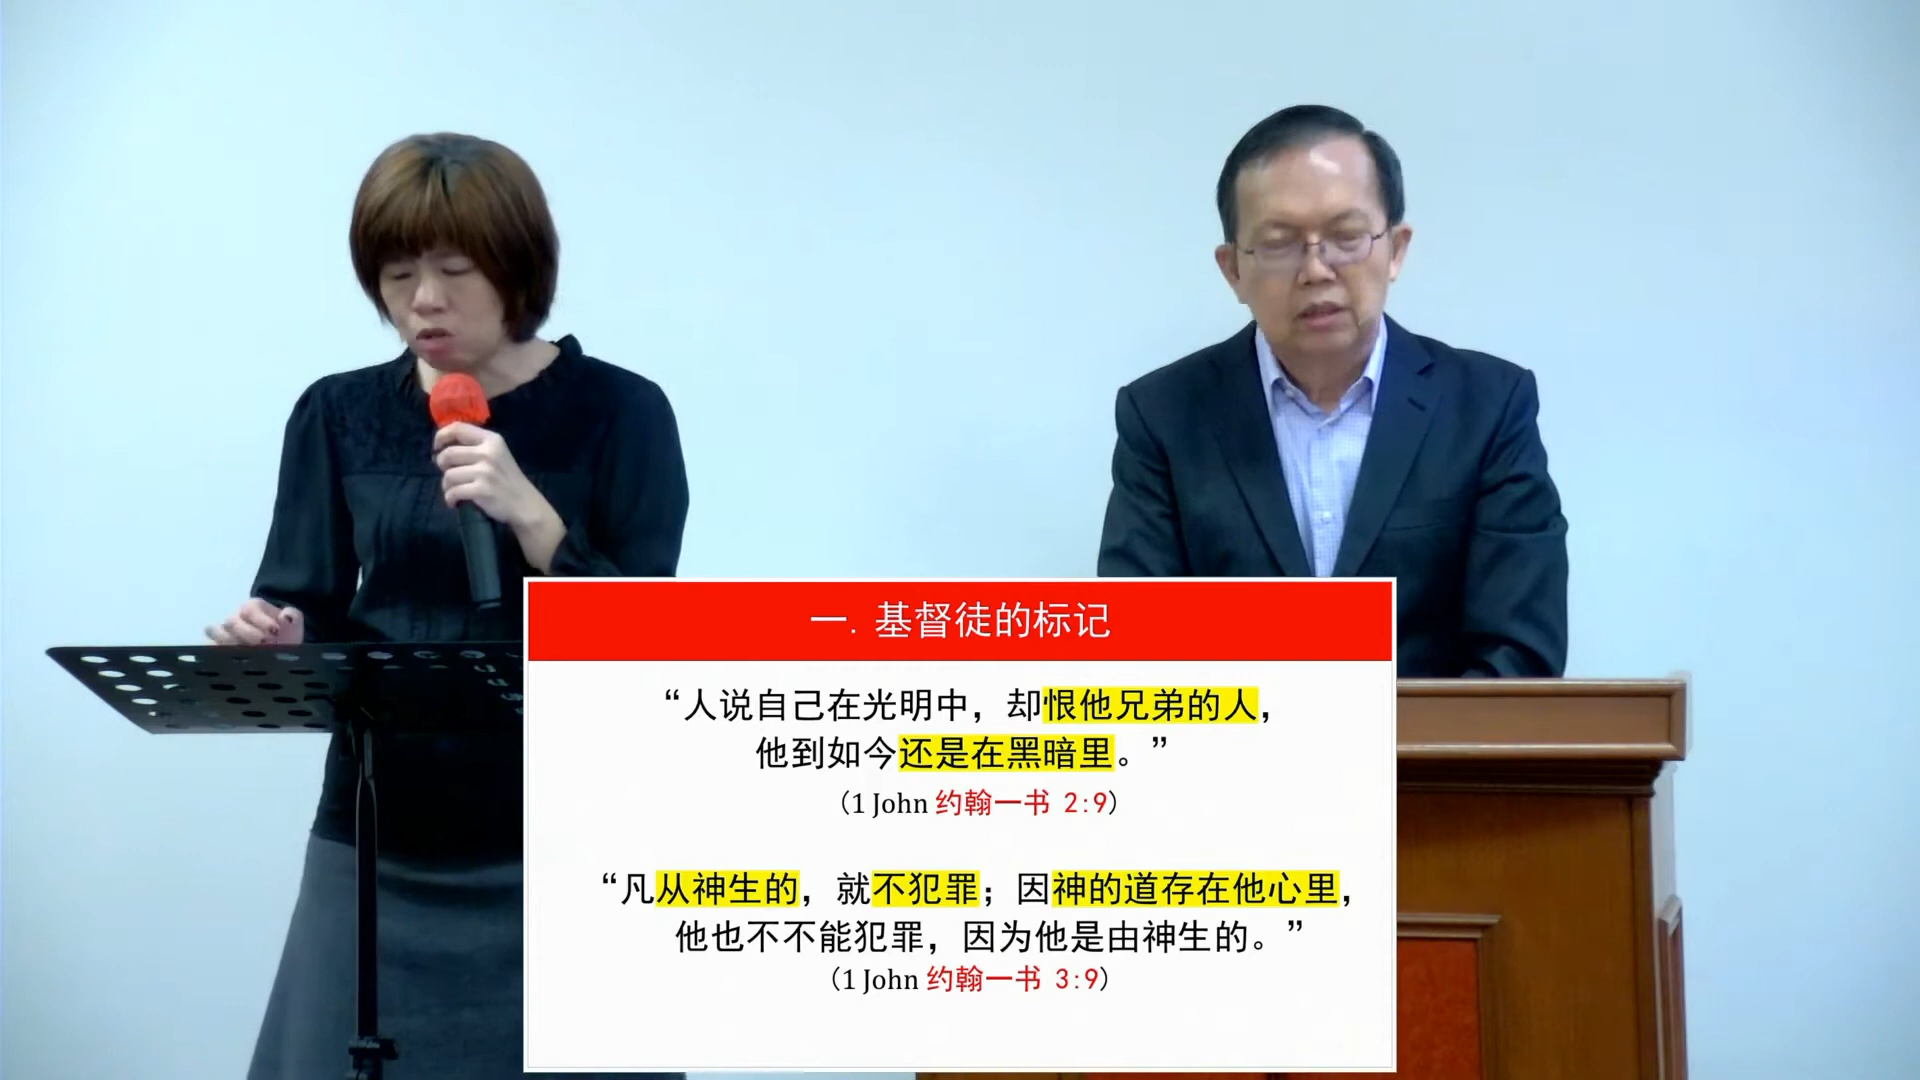 一. 基督徒的标记
“人说自己在光明中，却恨他兄弟的人，
他到如今还是在黑暗里。”
(1 John 约翰一书 2:9)
“凡从神生的，就不犯罪；因神的道存在他心里，
他也不不能犯罪，因为他是由神生的。”
(1 John 约翰一书 3:9)